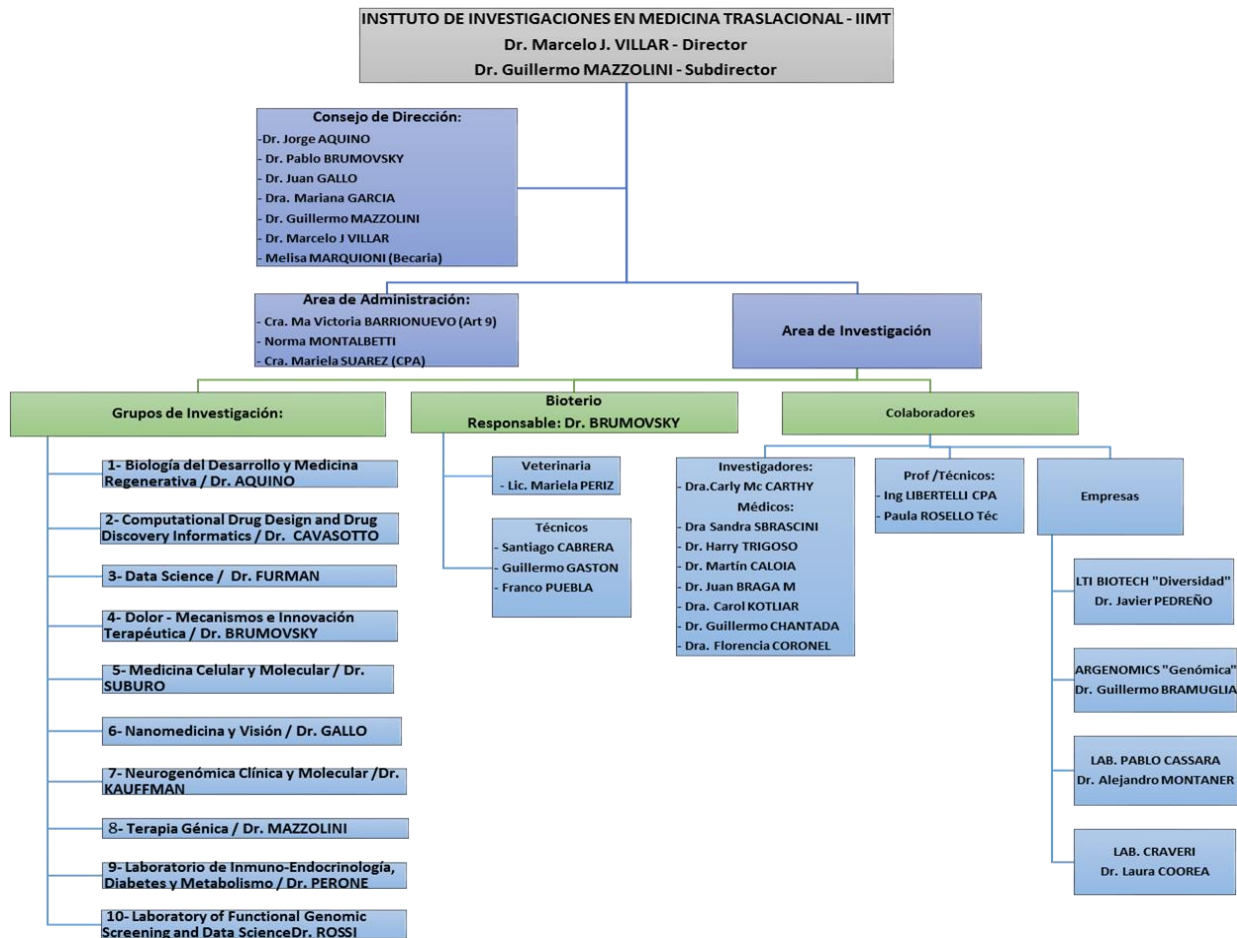 INSTTUTO DE INVESTIGACIONES EN MEDICINA TRASLACIONAL - IIMT
Dr. Marcelo J. VILLAR - Director
Dr. Guillermo MAZZOLINI - Subdirector
Consejo de Dirección:
-Dr. Jorge AQUINO
- Dr. Pablo BRUMOVSKY
- Dr. Juan GALLO
- Dra. Mariana GARCIA
- Dr. Guillermo MAZZOLINI
- Dr. Marcelo J VILLAR
- Melisa MARQUIONI (Becaria)
Area de Administración:
- Cra. Ma Victoria BARRIONUEVO (Art 9)
- Norma MONTALBETTI
- Cra. Mariela SUAREZ (CPA)
Area de Investigación
Grupos de Investigación:
1- Biología del Desarrollo y Medicina
Regenerativa / Dr. AQUINO
2- Computational Drug Design and Drug
Discovery Informatics / Dr. CAVASOTTO
3- Data Science / Dr. FURMAN
4- Dolor - Mecanismos e Innovación
Terapéutica / Dr. BRUMOVSKY
5- Medicina Celular y Molecular / Dr.
SUBURO
6- Nanomedicina y Visión / Dr. GALLO
7- Neurogenómica Clínica y Molecular /Dr.
KAUFFMAN
8- Terapia Génica / Dr. MAZZOLINI
9- Laboratorio de Inmuno-Endocrinología,
Diabetes y Metabolismo / Dr. PERONE
10- Laboratory of Functional Genomic
Screening and Data ScienceDr. ROSSI
Bioterio
Responsable: Dr. BRUMOVSKY
Veterinaria
- Lic. Mariela PERIZ
Técnicos
- Santiago CABRERA
- Guillermo GASTON
- Franco PUEBLA
Colaboradores
Investigadores:
- Dra.Carly Mc CARTHY
Médicos:
- Dra Sandra SBRASCINI
- Dr. Harry TRIGOSO
- Dr. Martín CALOIA
- Dr. Juan BRAGA M
- Dra. Carol KOTLIAR
- Dr. Guillermo CHANTADA
- Dra. Florencia CORONEL
Prof /Técnicos:
- Ing LIBERTELLI CPA
- Paula ROSELLO Téc
Empresas
LTI BIOTECH "Diversidad"
Dr. Javier PEDREÑO
ARGENOMICS "Genómica"
Dr. Guillermo BRAMUGLIA
LAB. PABLO CASSARA
Dr. Alejandro MONTANER
LAB. CRAVERI
Dr. Laura COOREA